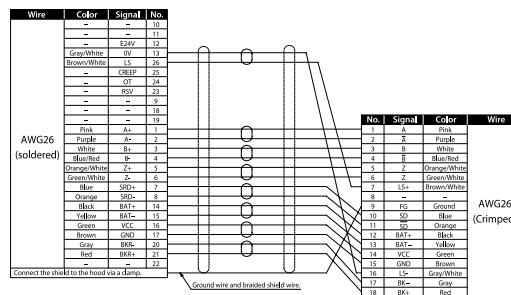 Wire Color Signal No.
– – 10
– – 11
– E24V 12
Gray/White 0V 13
Brown/White LS 26
– CREEP 25
– OT 24
– RSV 23
– – 9
– – 18
– – 19
Pink A+ 1
Purple A- 2
White B+ 3
Blue/Red B- 4
Orange/White Z+ 5
Green/White Z- 6
Blue SRD+ 7
Orange SRD- 8
Black BAT+ 14
Yellow BAT– 15
Green VCC 16
Brown GND 17
Gray BKR- 20
Red BKR+ 21
– – 22
AWG26
(soldered)
Connect the shield to the hood via a clamp.
Ground wire and braided shield wire.
No. Signal Color Wire
1 A Pink
2 A̅ Purple
3 B White
4 B̅ Blue/Red
5 Z Orange/White
6 Z̅ Green/White
7 LS+ Brown/White
8 – –
9 FG Ground
10 SD Blue
11 S̅D̅ Orange
12 BAT+ Black
13 BAT– Yellow
14 VCC Green
15 GND Brown
16 LS- Gray/White
17 BK– Gray
18 BK+ Red
AWG26
(Crimped